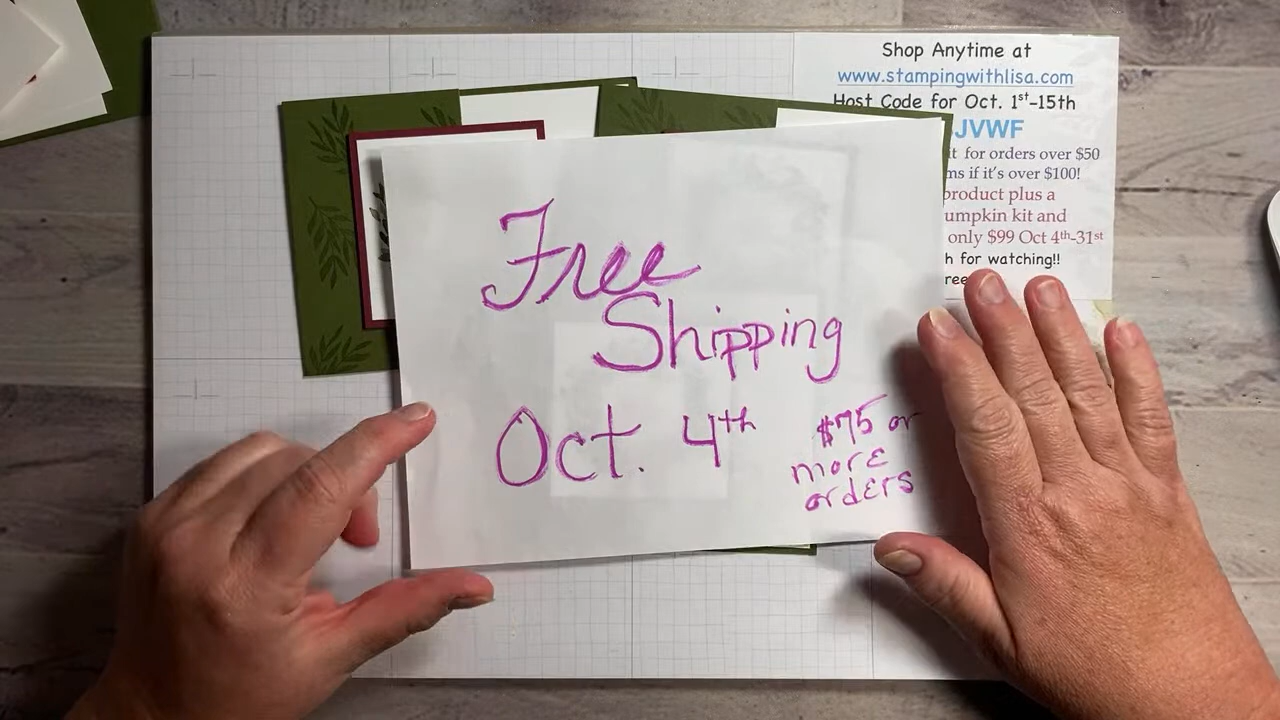 Shop Anytime at
www.stampingwithlisa.com
Host Code for Oct. 1st-15th
JVWF
for orders over $50
if it's over $100!
product plus a
kit and
only $99 Oct 4th-31st
for watching!!
Free
Shipping
Oct. 4th
$75 or
more
orders